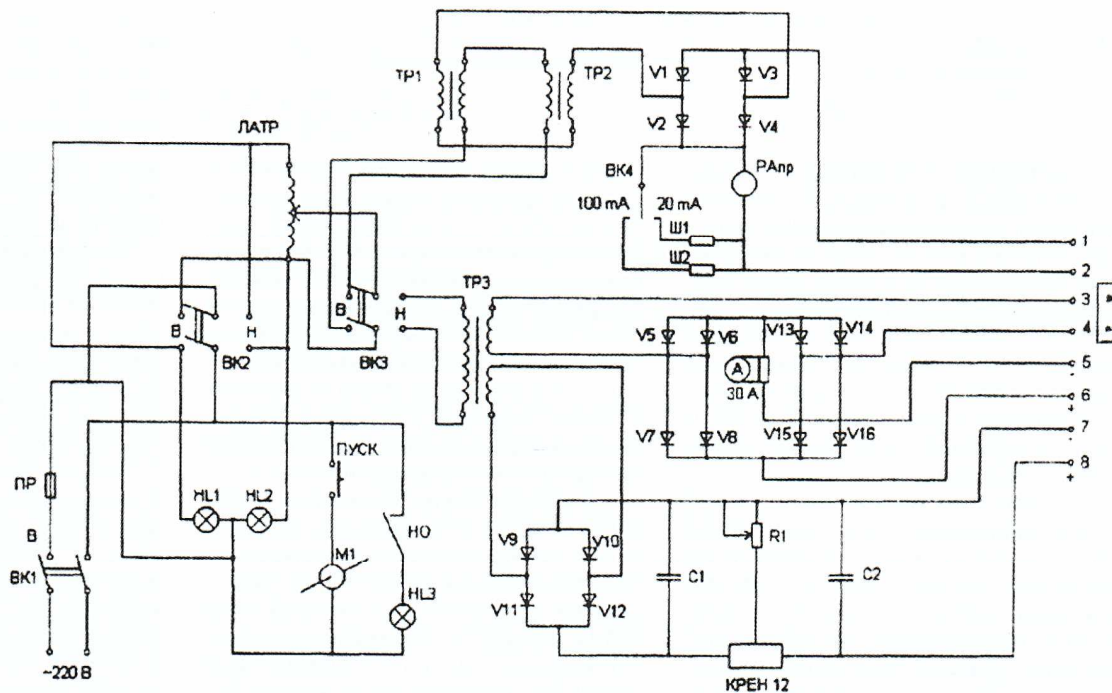 ТР1
ТР2
V1
V3
V2
V4
ЛАТР
ВК4
РАпр
100 mA
20 mA
Ш1
1
Ш2
2
ТР3
3
В
Н
В
Н
ВК3
ВК2
V5
V6
V13
V14
4
А
30 А
5
-
6
+
V7
V8
V15
V16
7
-
8
+
ПУСК
ПР
HL1
HL2
НО
R1
V9
V10
В
М1
ВК1
С1
С2
V11
V12
HL3
~220 В
КРЕН 12